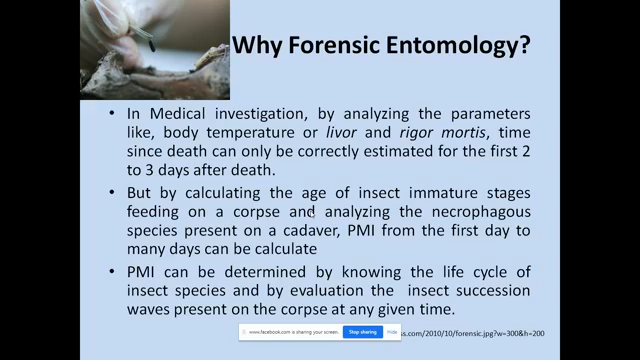 Why Forensic Entomology?
• In Medical investigation, by analyzing the parameters
like, body temperature or livor and rigor mortis, time
since death can only be correctly estimated for the first 2
to 3 days after death.
• But by calculating the age of insect immature stages
feeding on a corpse and analyzing the necrophagous
species present on a cadaver, PMI from the first day to
many days can be calculate
• PMI can be determined by knowing the life cycle of
insect species and by evaluation the insect succession
waves present on the corpse at any given time.
www.facebook.com is sharing your screen. Stop sharing Hide
ss.com/2010/10/forensic.jpg?w=300&h=200